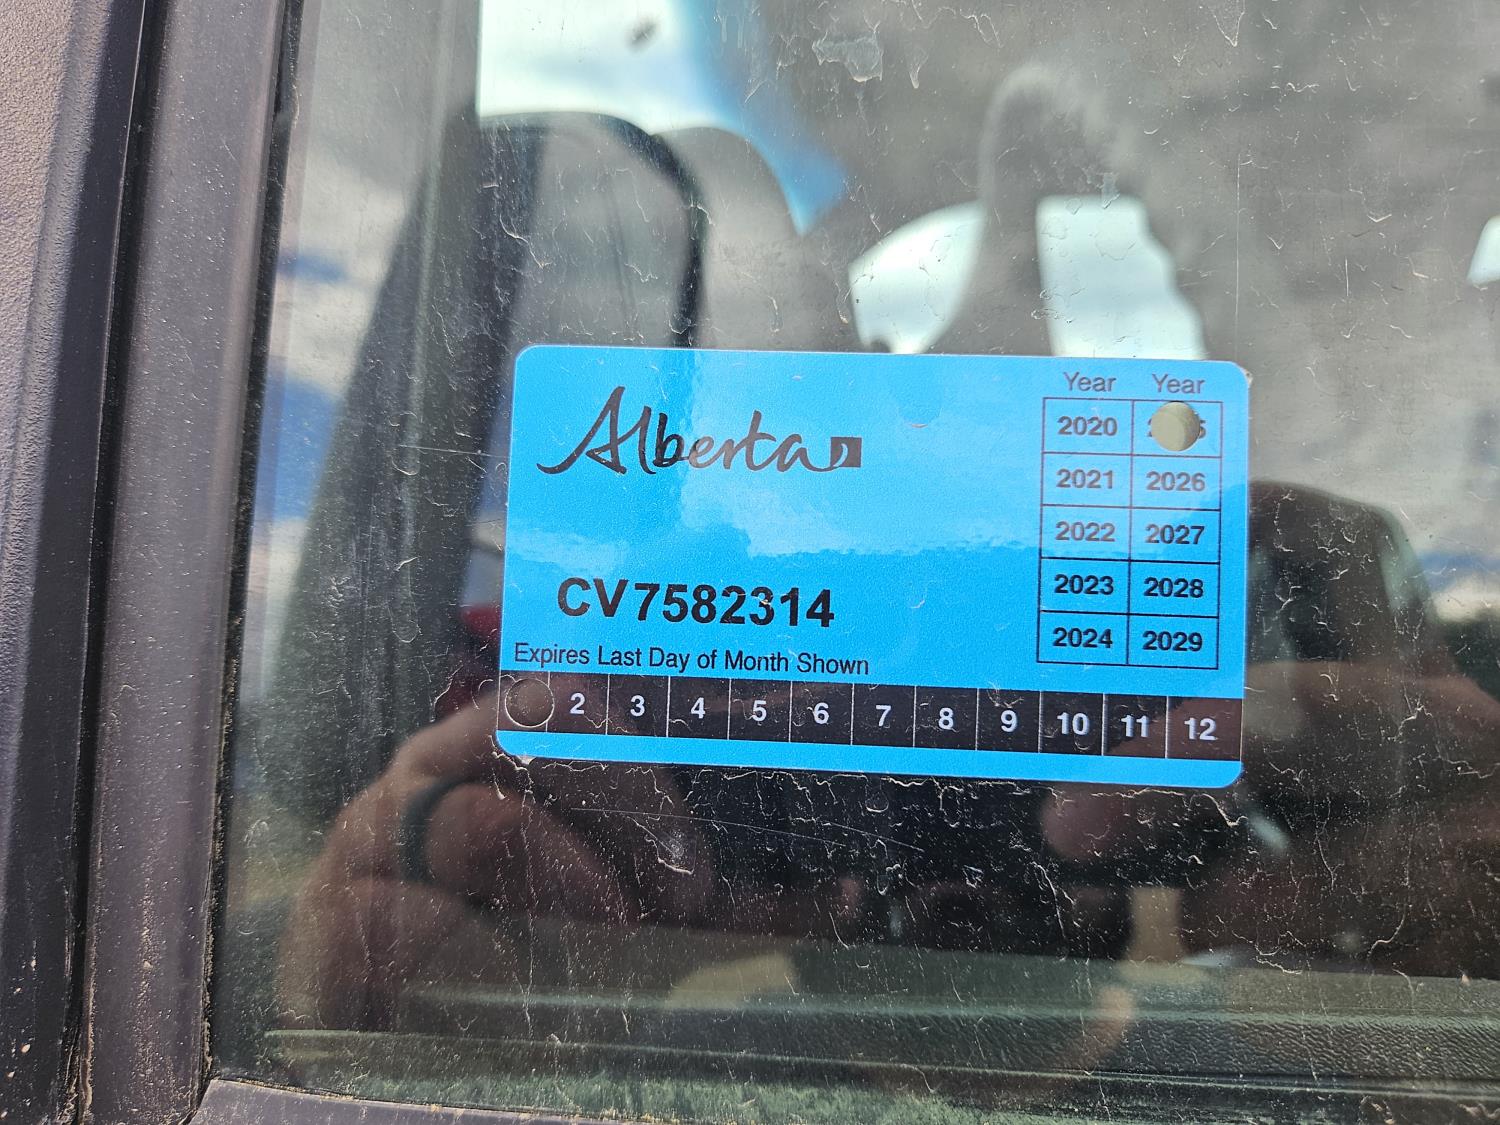 Alberta
Year Year
2020
2021 2026
2022 2027
2023 2028
2024 2029
CV7582314
Expires Last Day of Month Shown
2 3 4 5 6 7 8 9 10 11 12